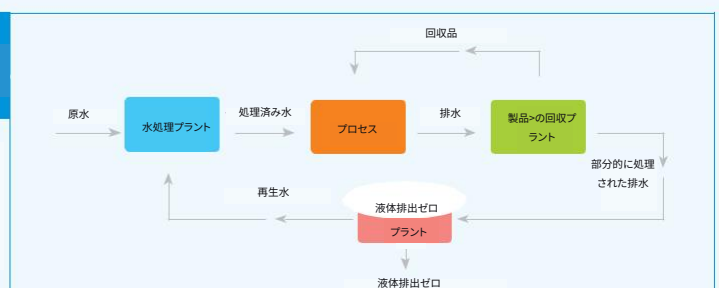 回収品
原水
水処理プラント
処理済み水
プロセス
排水
製品>の回収プ
ラント
部分的に処理
された排水
再生水
液体排出ゼロ
プラント
液体排出ゼロ